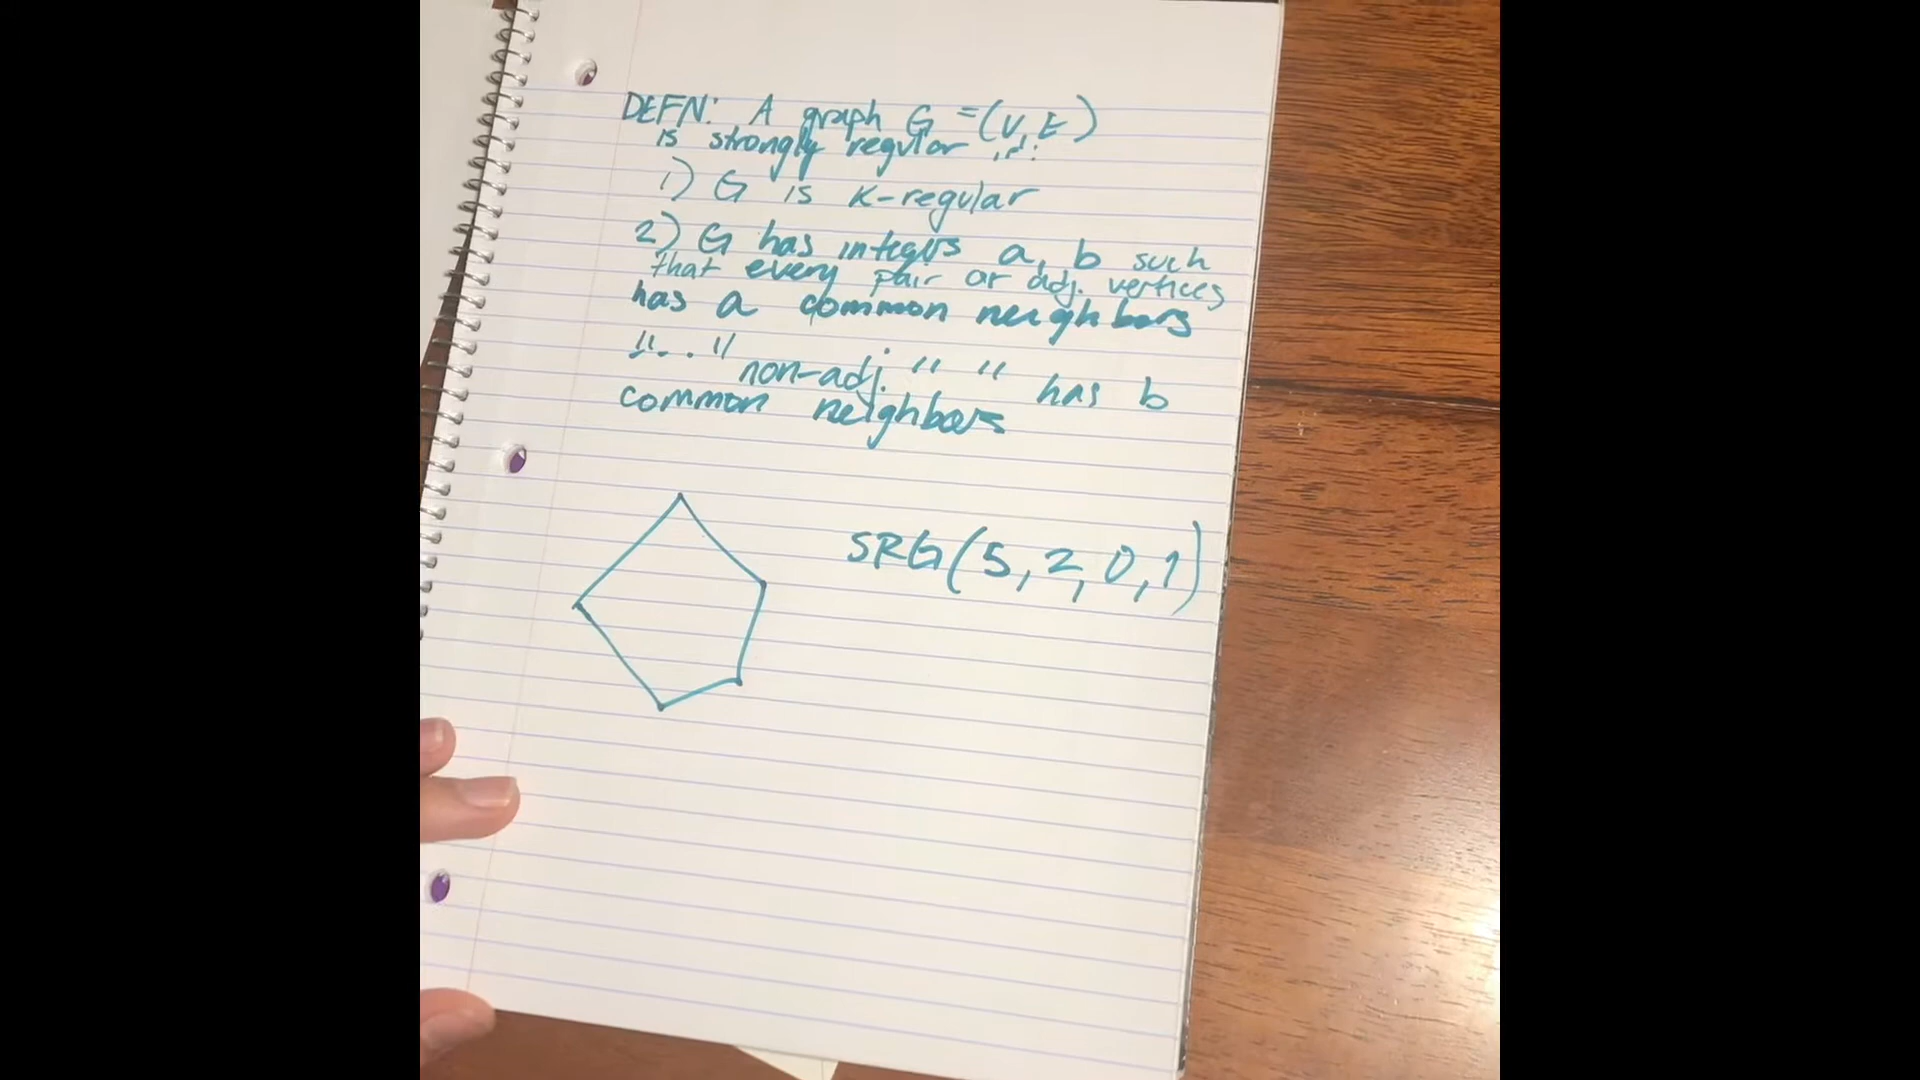 DEFN: A graph G = (V, E)
is strongly regular if:
1) G is k-regular
2) G has integers a, b such
that every pair of adj. vertices
has a common neighbors
"..." non-adj. " " has b
common neighbors
SRG(5, 2, 0, 1)